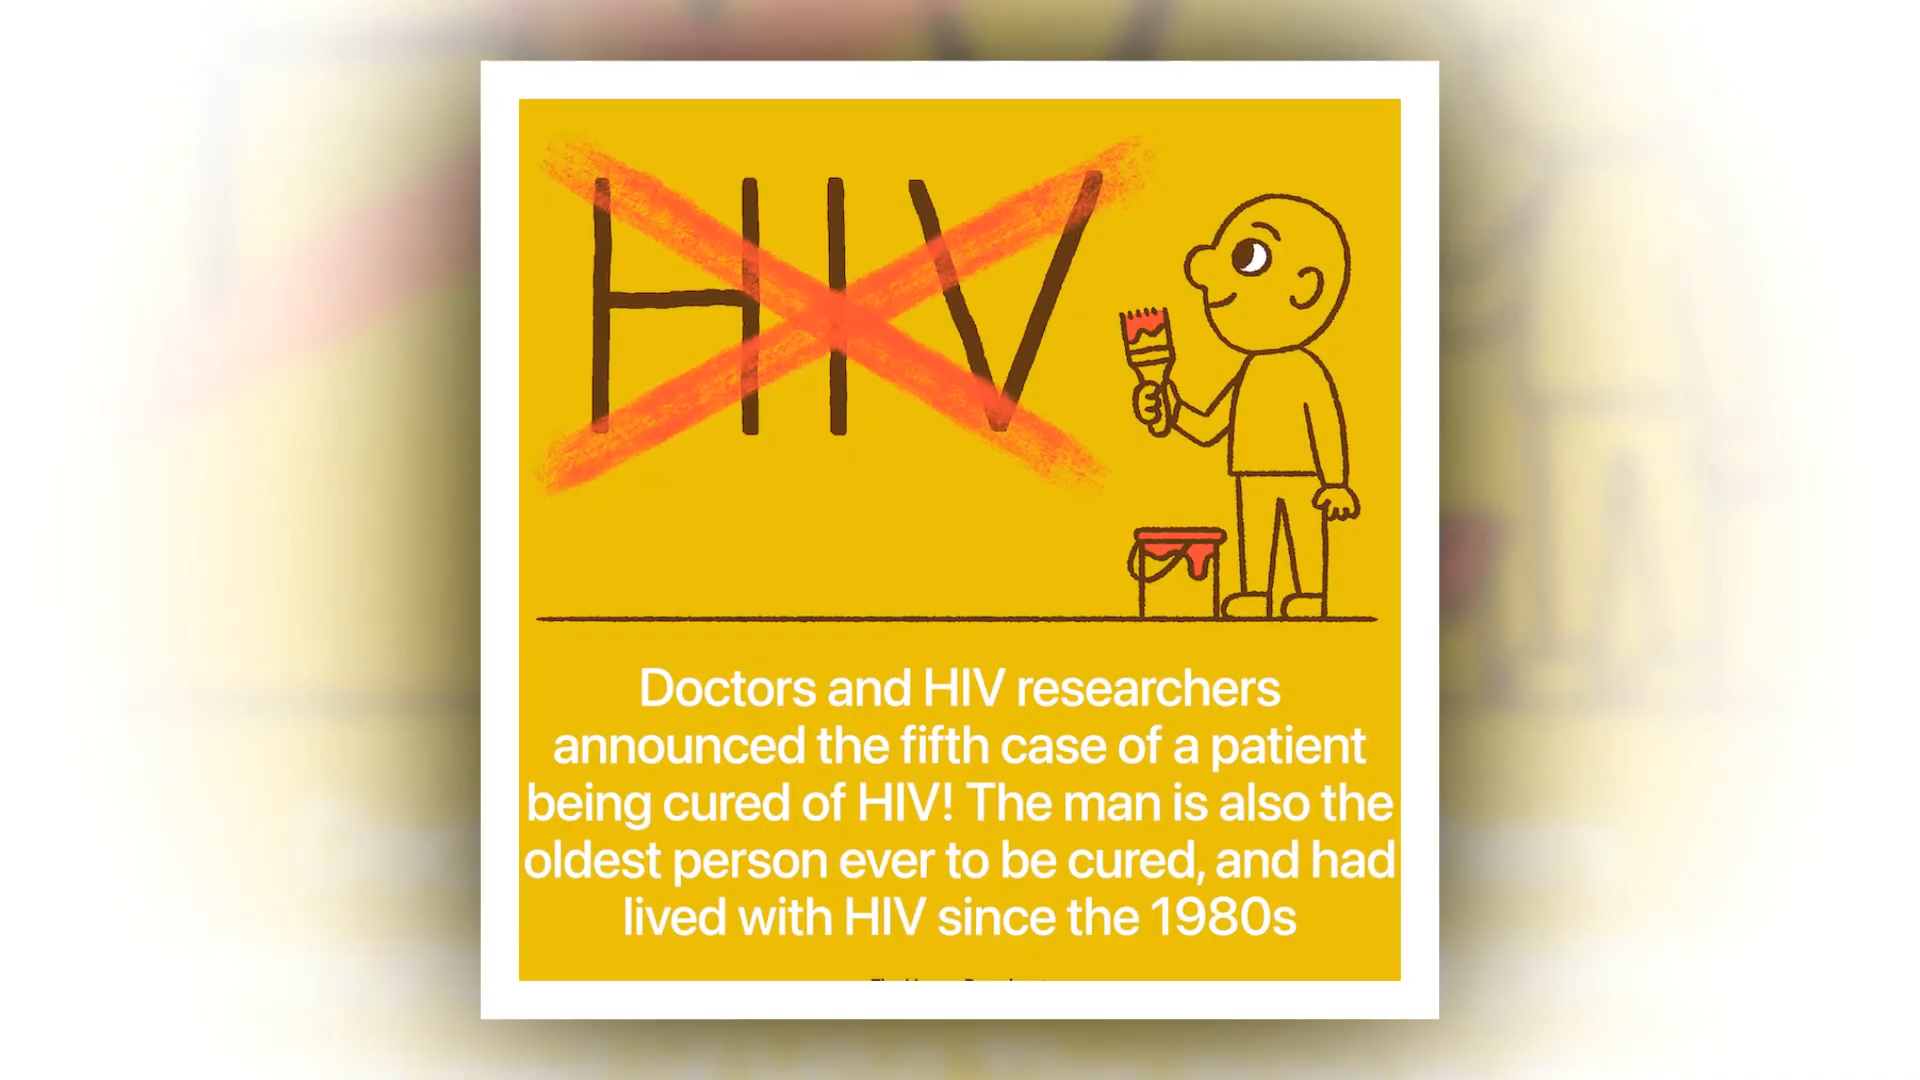 HIV
Doctors and HIV researchers
announced the fifth case of a patient
being cured of HIV! The man is also the
oldest person ever to be cured, and had
lived with HIV since the 1980s